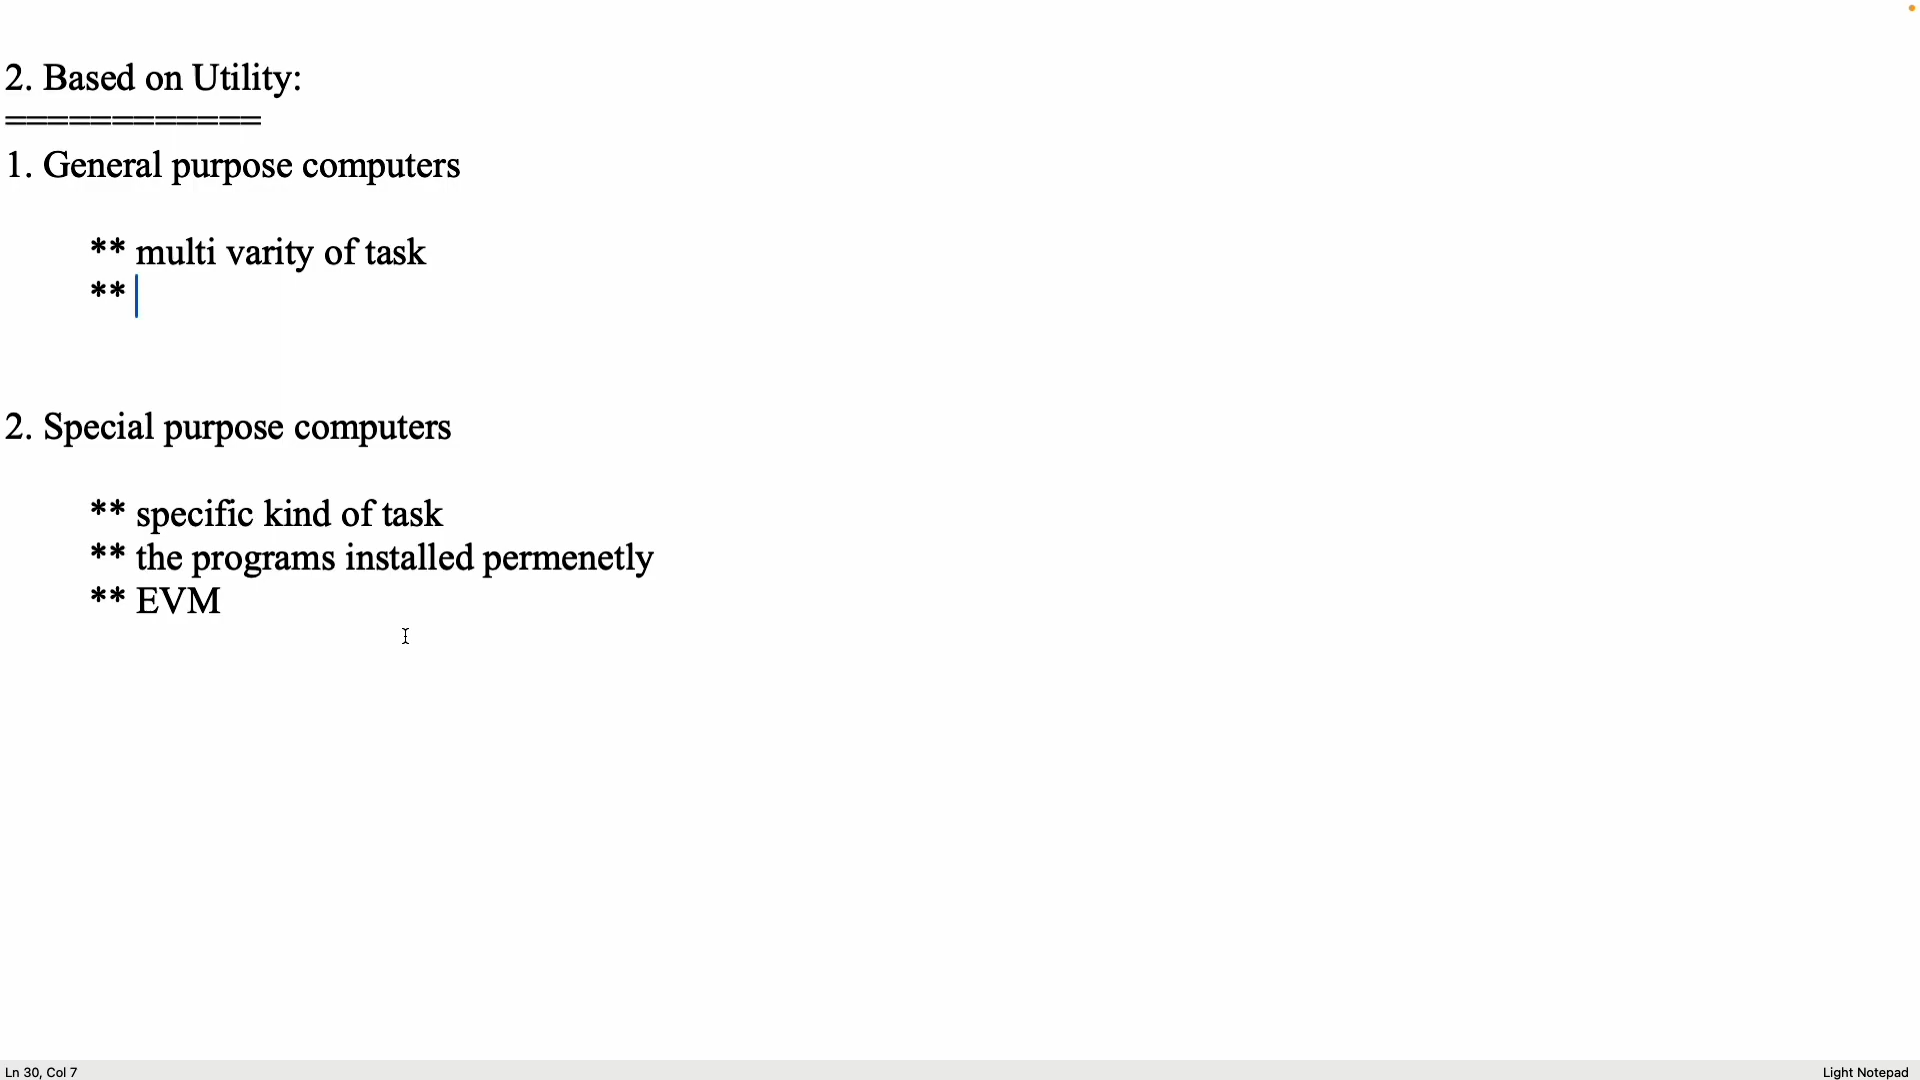 2. Based on Utility:
============
1. General purpose computers
** multi varity of task
**
2. Special purpose computers
** specific kind of task
** the programs installed permenetly
** EVM
Ln 30, Col 7
Light Notepad